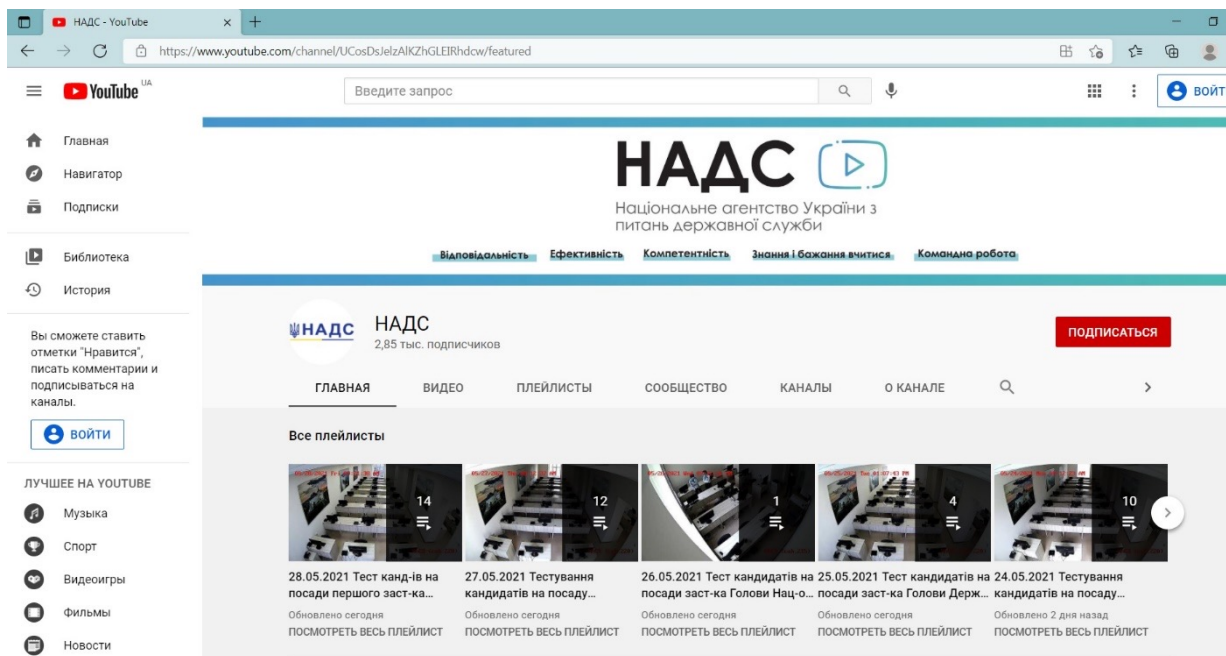 НАДС - YouTube
https://www.youtube.com/channel/UCosDsJelzAlKZhGLEIRhdcw/featured
YouTube UA
Введите запрос
ВОЙТ
Главная
Навигатор
Подписки
Библиотека
История
Вы сможете ставить
отметки "Нравится",
писать комментарии и
подписываться на
каналы.
ВОЙТИ
ЛУЧШЕЕ НА YOUTUBE
Музыка
Спорт
Видеоигры
Фильмы
Новости
НАДС
Національне агентство України з
питань державної служби
Відповідальність Ефективність Компетентність Знання і бажання вчитися Командна робота
НАДС
НАДС
2,85 тыс. подписчиков
ПОДПИСАТЬСЯ
ГЛАВНАЯ ВИДЕО ПЛЕЙЛИСТЫ СООБЩЕСТВО КАНАЛЫ О КАНАЛЕ
Все плейлисты
14
28.05.2021 Тест канд-ів на
посади першого заст-ка...
Обновлено сегодня
ПОСМОТРЕТЬ ВЕСЬ ПЛЕЙЛИСТ
12
27.05.2021 Тестування
кандидатів на посаду...
Обновлено сегодня
ПОСМОТРЕТЬ ВЕСЬ ПЛЕЙЛИСТ
1
26.05.2021 Тест кандидатів на
посади заст-ка Голови Нац-о...
Обновлено сегодня
ПОСМОТРЕТЬ ВЕСЬ ПЛЕЙЛИСТ
4
25.05.2021 Тест кандидатів на
посади заст-ка Голови Держ...
Обновлено сегодня
ПОСМОТРЕТЬ ВЕСЬ ПЛЕЙЛИСТ
10
24.05.2021 Тестування
кандидатів на посаду...
Обновлено 2 дня назад
ПОСМОТРЕТЬ ВЕСЬ ПЛЕЙЛИСТ